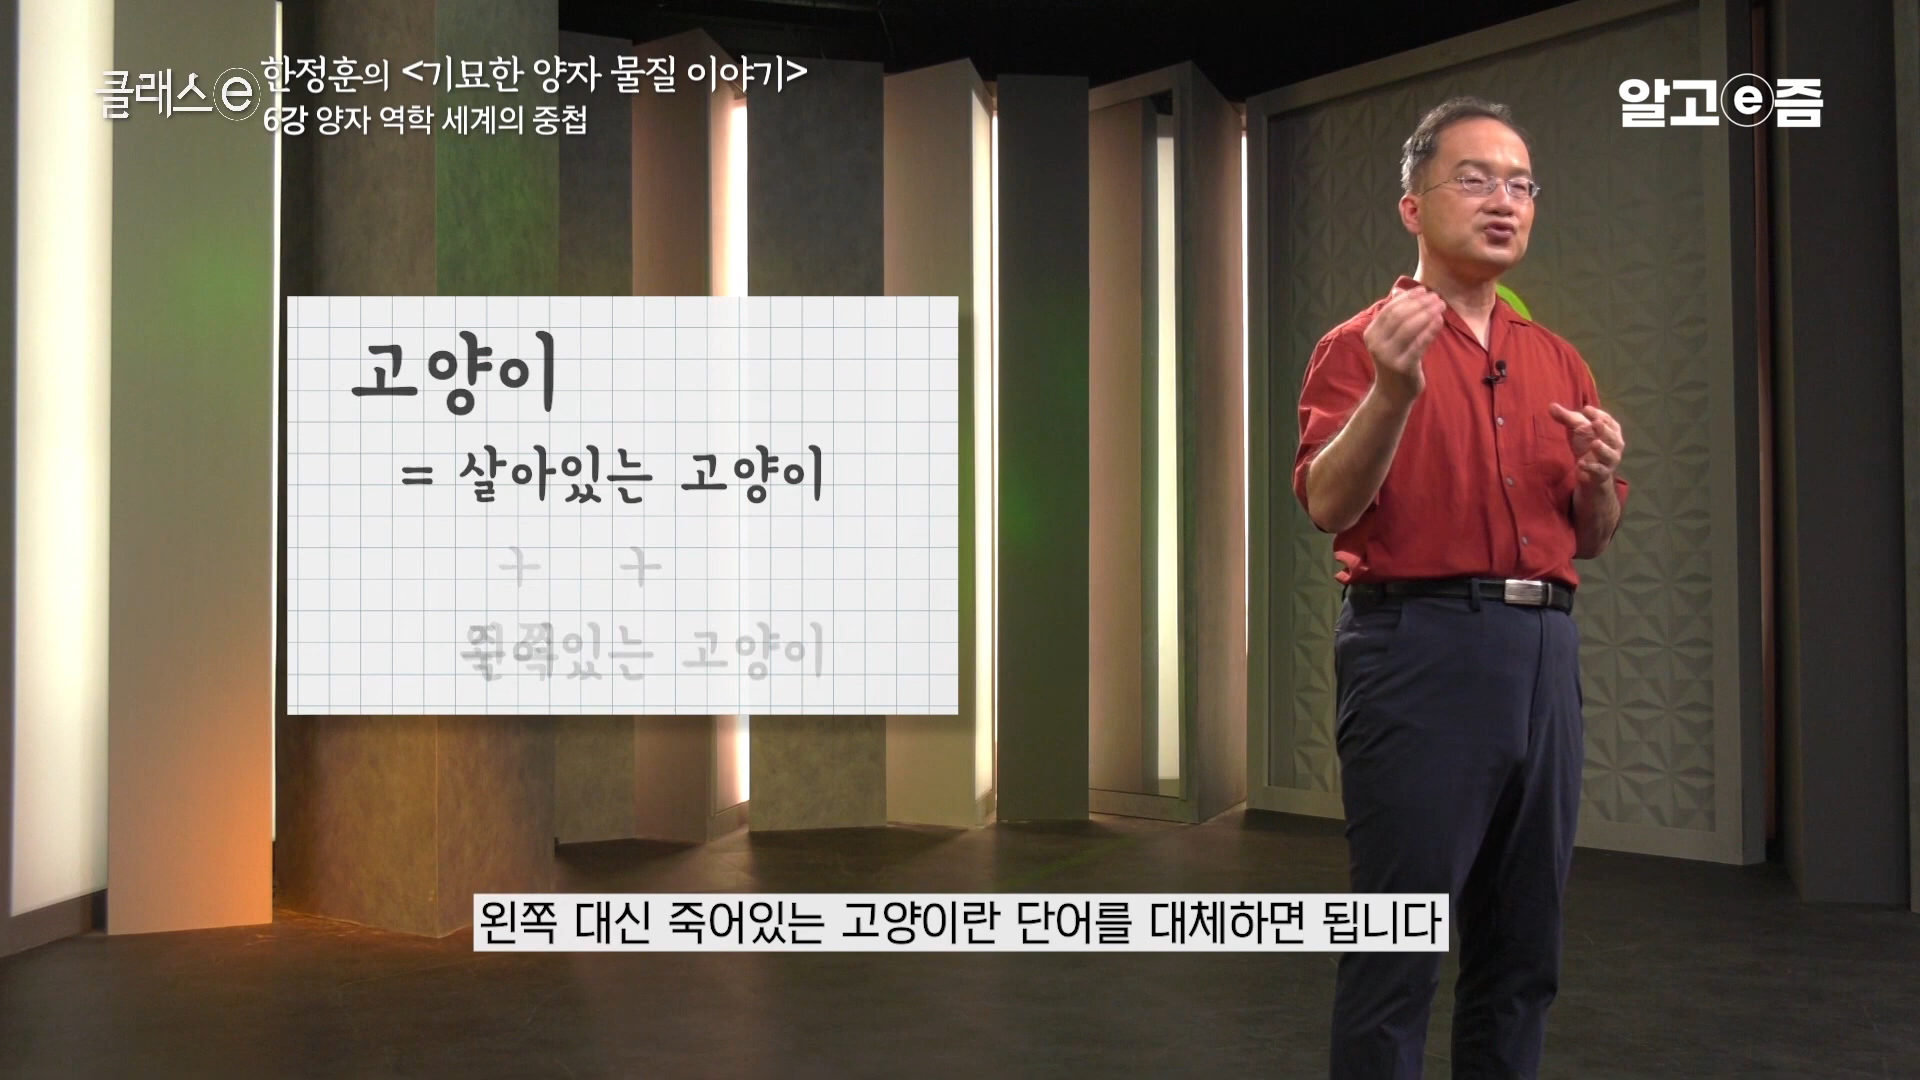 클래스e 한정훈의 <기묘한 양자 물질 이야기>
6강 양자 역학 세계의 중첩
알고e즘
고양이
= 살아있는 고양이
+ +
고양이
왼쪽 대신 죽어있는 고양이란 단어를 대체하면 됩니다